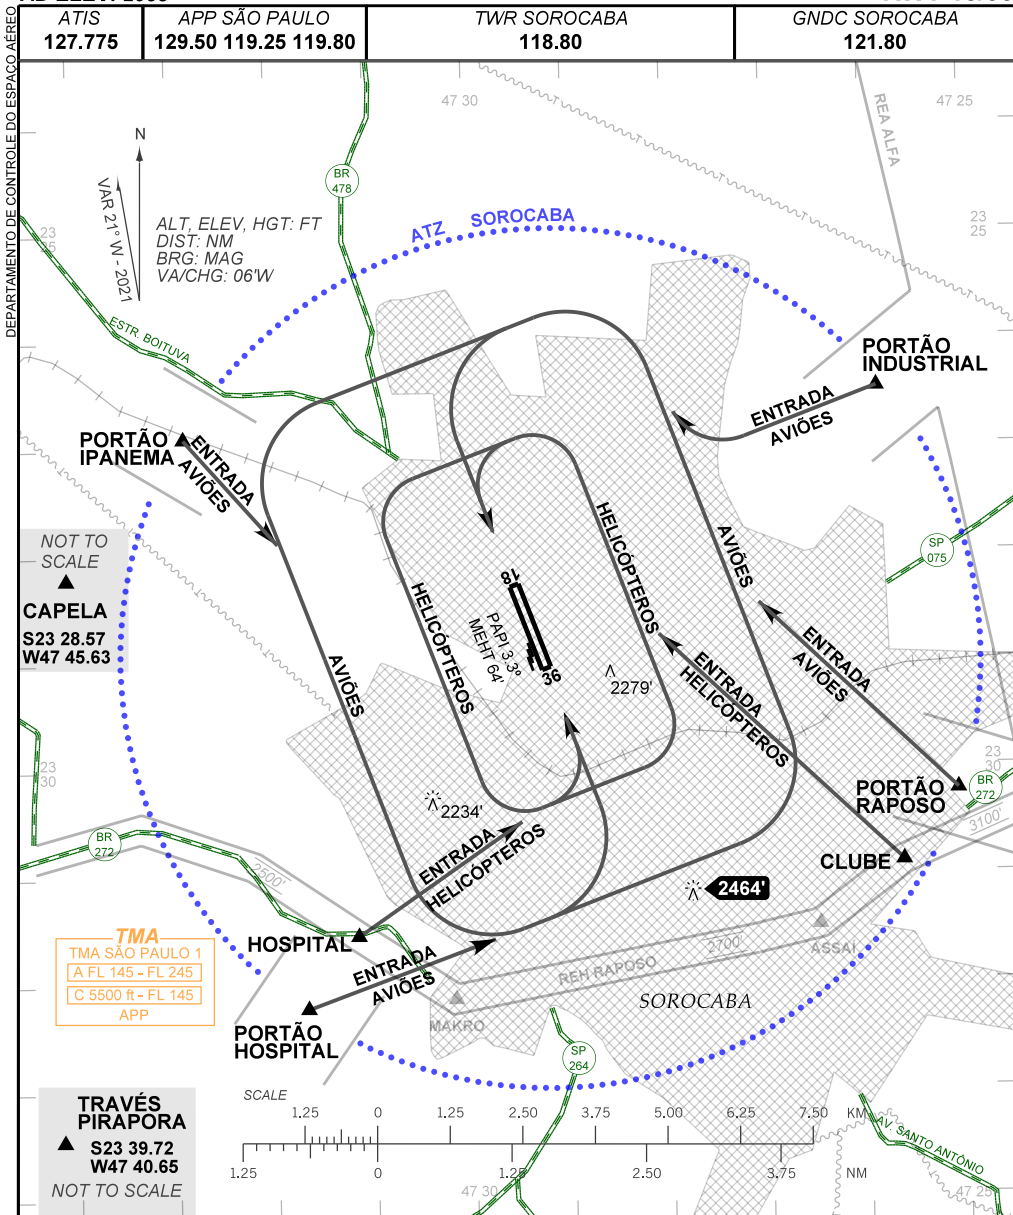 ATIS
127.775
APP SÃO PAULO
129.50 119.25 119.80
TWR SOROCABA
118.80
GNDC SOROCABA
121.80
DEPARTAMENTO DE CONTROLE DO ESPAÇO AÉREO
47 30
47 25
REA ALFA
N
VAR 21° W - 2021
BR
478
ALT, ELEV, HGT: FT
DIST: NM
BRG: MAG
VA/CHG: 06'W
ATZ SOROCABA
23
25
23
25
ESTR. BOITUVA
PORTÃO
INDUSTRIAL
ENTRADA
AVIÕES
PORTÃO
IPANEMA
ENTRADA
AVIÕES
NOT TO
SCALE
CAPELA
S23 28.57
W47 45.63
SP
075
HELICÓPTEROS
AVIÕES
HELICÓPTEROS
AVIÕES
18
36
PAPI 3.3°
MEHT 64'
2279'
ENTRADA
HELICÓPTEROS
ENTRADA
AVIÕES
23
30
23
30
PORTÃO
RAPOSO
BR
272
3100'
CLUBE
2234'
ENTRADA
HELICÓPTEROS
BR
272
2500'
2464'
HOSPITAL
ENTRADA
AVIÕES
PORTÃO
HOSPITAL
REH RAPOSO
2700'
ASSAI
MAKRO
SOROCABA
TMA
TMA SÃO PAULO 1
A FL 145 - FL 245
C 5500 ft - FL 145
APP
SP
264
TRAVÉS
PIRAPORA
S23 39.72
W47 40.65
NOT TO SCALE
SCALE
1.25 0 1.25 2.50 3.75 5.00 6.25 7.50 KM
1.25 0 1.25 2.50 3.75 NM
AV. SANTO ANTÔNIO
47 30
47 25